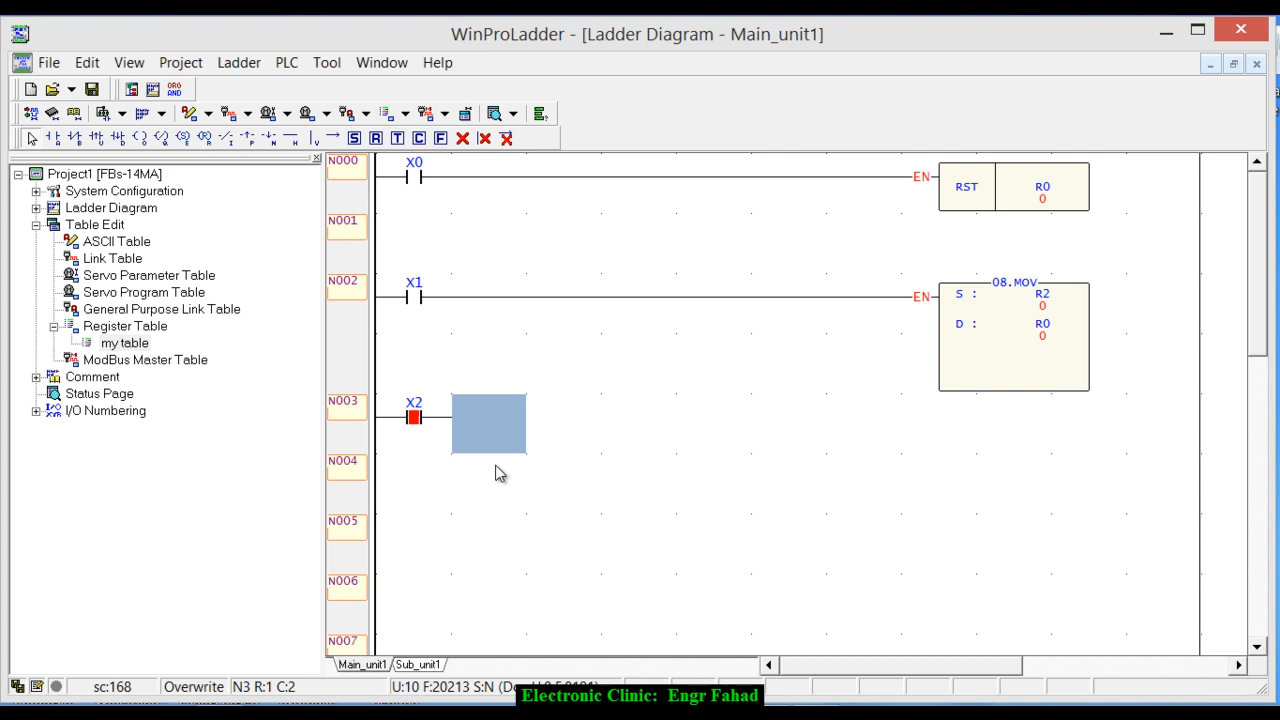 WinProLadder - [Ladder Diagram - Main_unit1]
File Edit View Project Ladder PLC Tool Window Help
ORG
AND
A B U D O Q E R I P N H V S R T C F
Project1 [FBs-14MA]
System Configuration
Ladder Diagram
Table Edit
ASCII Table
Link Table
Servo Parameter Table
Servo Program Table
General Purpose Link Table
Register Table
my table
ModBus Master Table
Comment
Status Page
I/O Numbering
N000
X0
EN
RST
R0
0
N001
N002
X1
EN
08.MOV
S : R2
0
D : R0
0
N003
X2
N004
N005
N006
N007
Main_unit1 Sub_unit1
sc:168 Overwrite N3 R:1 C:2 U:10 F:20213 S:N
Electronic Clinic: Engr Fahad